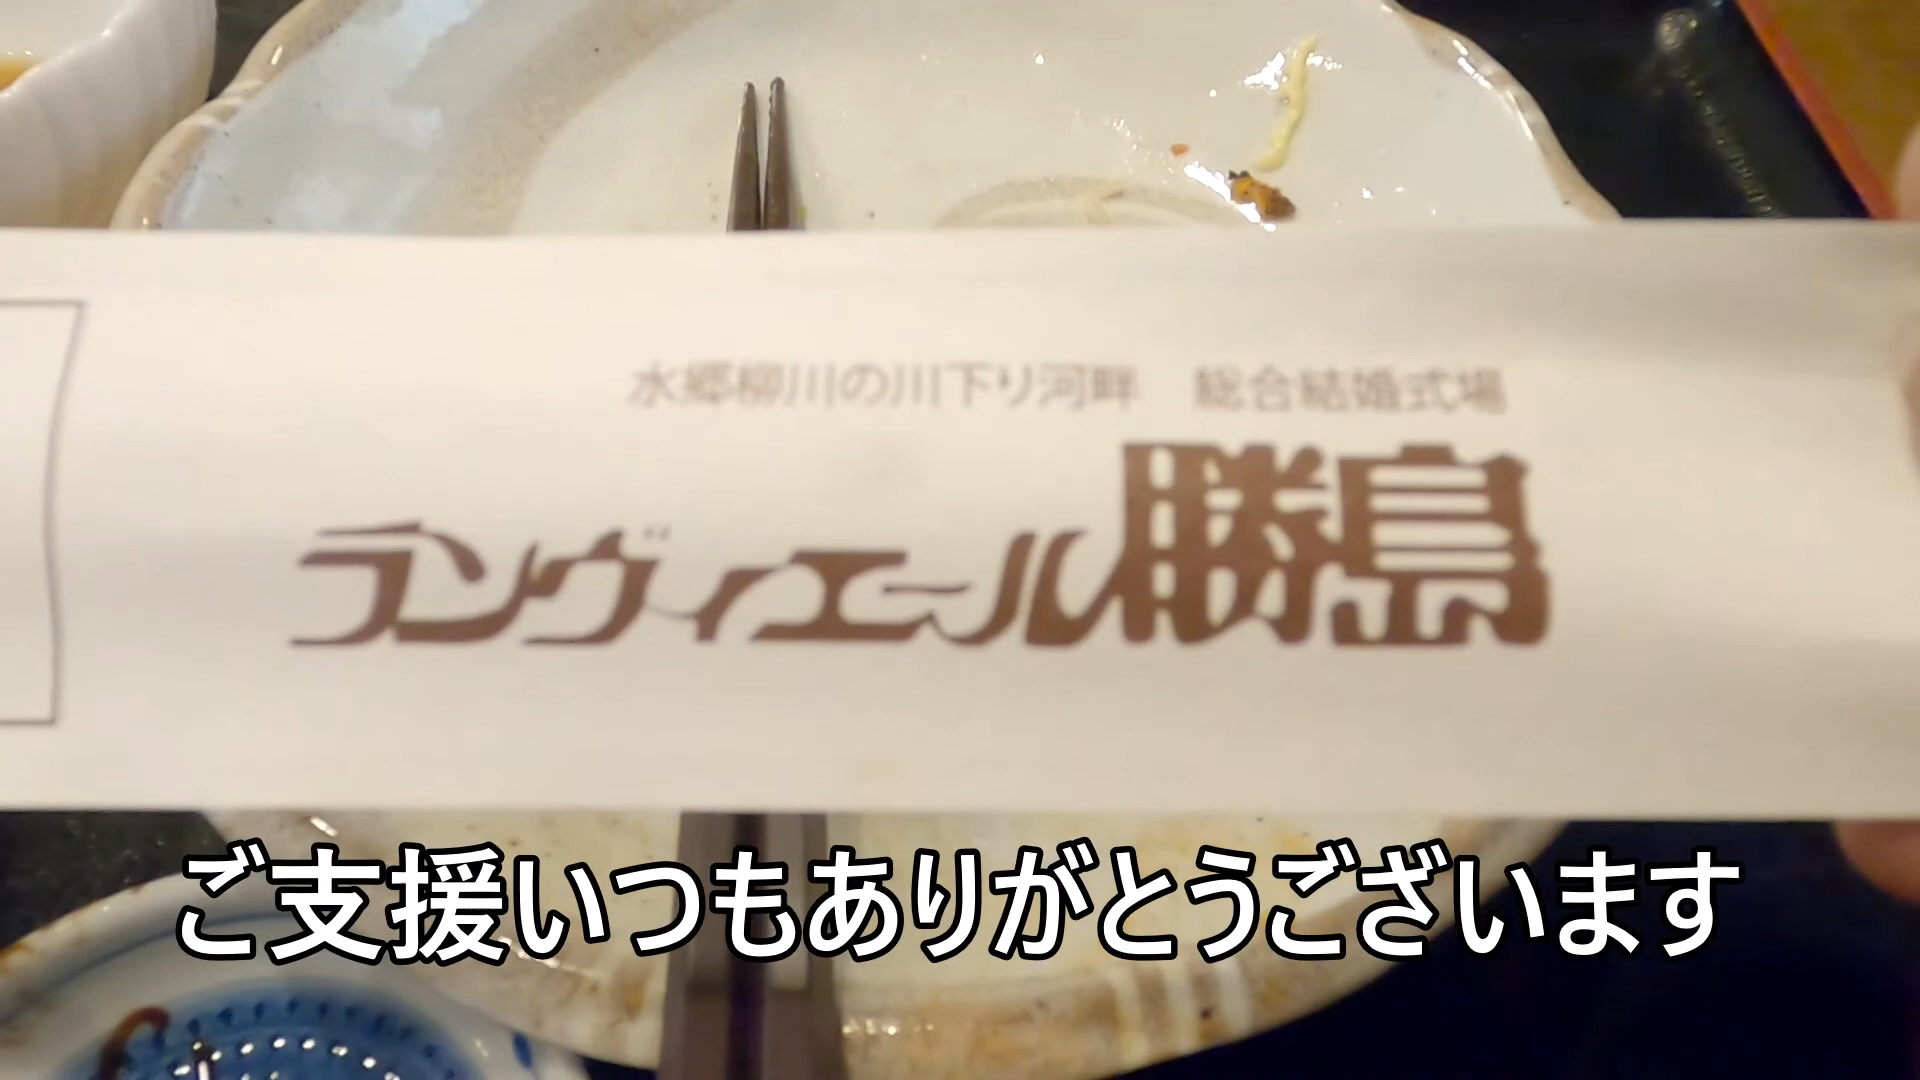 水郷柳川の川下り河畔　総合結婚式場
ランヴィエール勝島
ご支援いつもありがとうございます